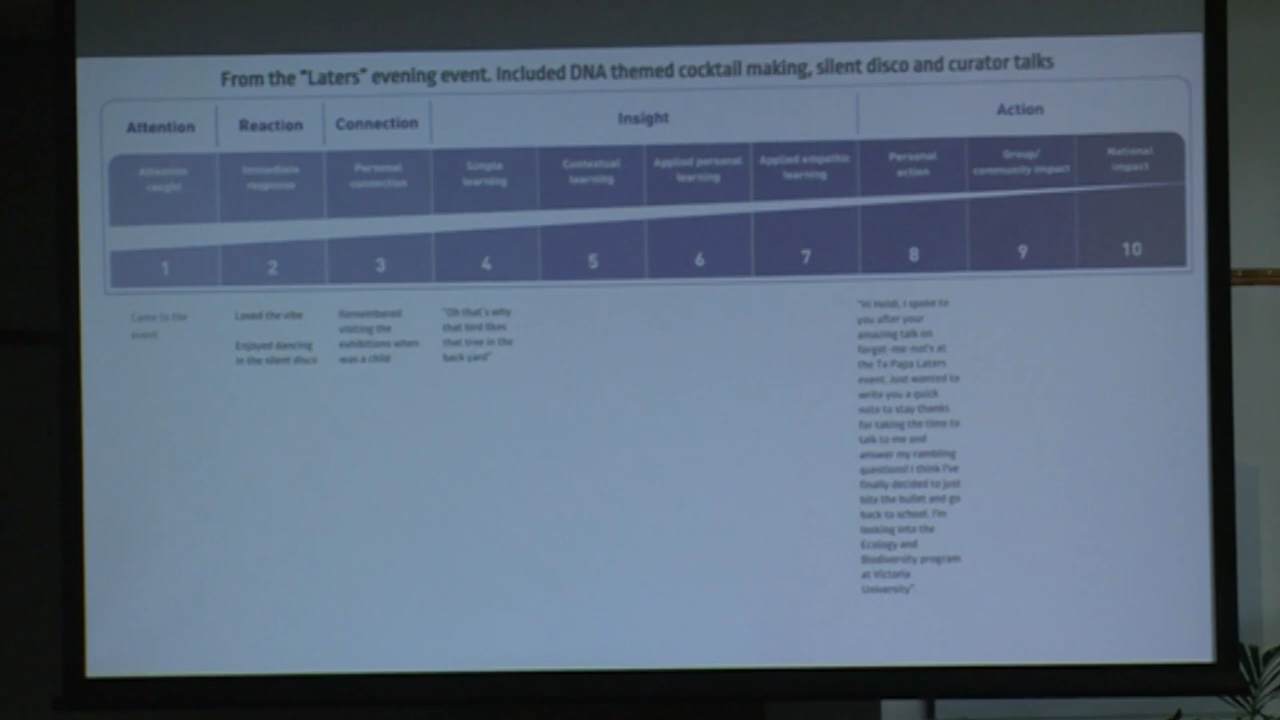 From the "Laters" evening event. Included DNA themed cocktail making, silent disco and curator talks
Attention
Reaction
Connection
Insight
Action
Attention
caught
Immediate
response
Personal
connection
Simple
learning
Contextual
learning
Applied personal
learning
Applied empathic
learning
Personal
action
Group/
community impact
National
impact
1
2
3
4
5
6
7
8
9
10
Came to the
event
Loved the vibe
Enjoyed dancing
in the silent disco
Remembered
visiting the
exhibitions when
was a child
"Oh that's why
that bird likes
that tree in the
back yard"
"Hi Heidi, I spoke to
you after your
amazing talk on
forget-me-not's at
the Te Papa Laters
event. Just wanted to
write you a quick
note to stay thanks
for taking the time to
talk to me and
answer my rambling
questions! I think I've
finally decided to just
bite the bullet and go
back to school. I'm
looking into the
Ecology and
Biodiversity program
at Victoria
University"